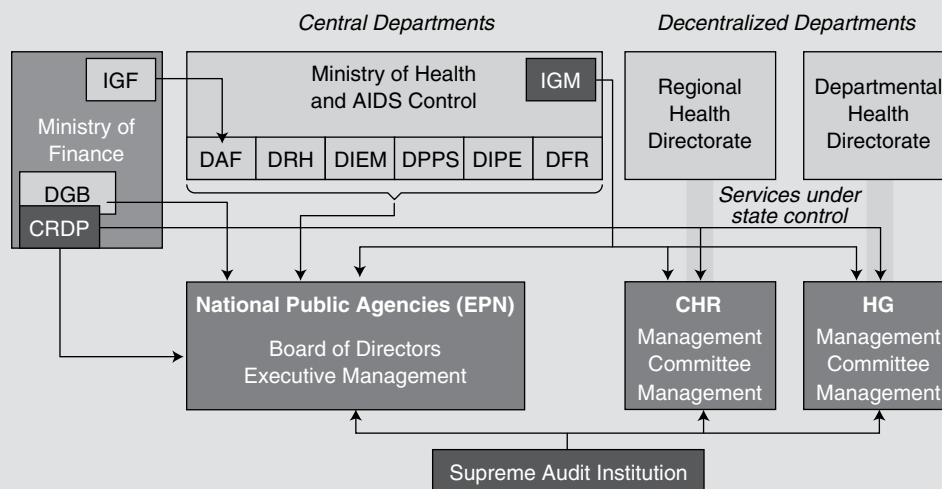 Central Departments
Decentralized Departments
IGF
Ministry of
Finance
DGB
CRDP
Ministry of Health
and AIDS Control
IGM
DAF
DRH
DIEM
DPPS
DIPE
DFR
Regional
Health
Directorate
Departmental
Health
Directorate
Services under
state control
National Public Agencies (EPN)
Board of Directors
Executive Management
CHR
Management
Committee
Management
HG
Management
Committee
Management
Supreme Audit Institution